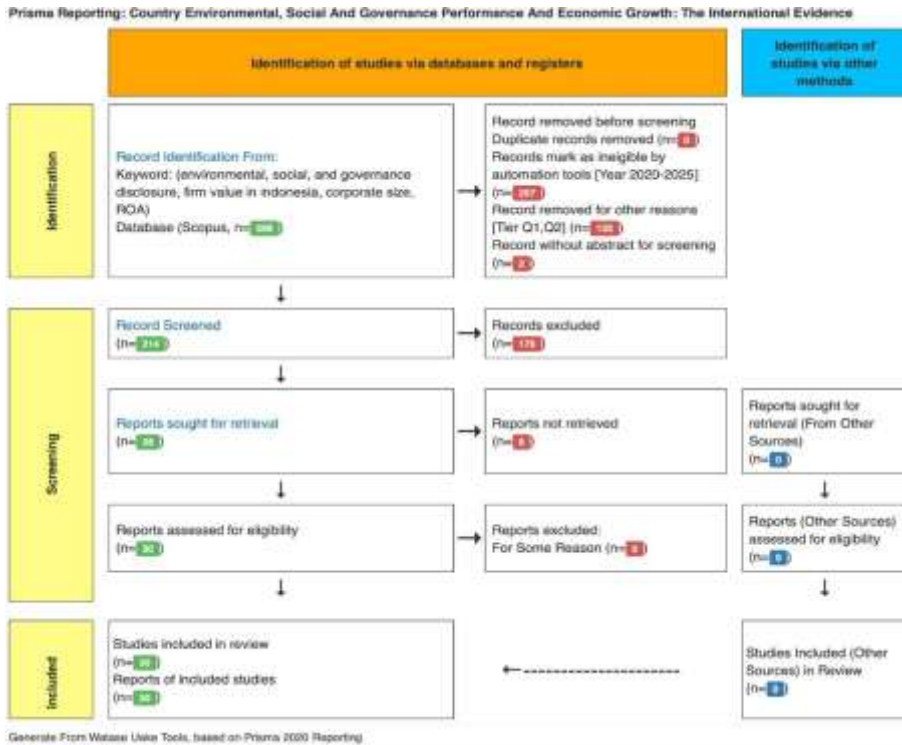 Prisma Reporting: Country Environmental, Social And Governance Performance And Economic Growth: The International Evidence
Identification of studies via databases and registers
Identification of
studies via other
methods
Identification
Record Identification From:
Keyword: (environmental, social, and governance
disclosure, firm value in indonesia, corporate size,
ROA)
Database (Scopus, n=
Record removed before screening
Duplicate records removed (n=
Records mark as ineligible by
automation tools [Year 2020-2025]
(n=
Record removed for other reasons
[Tier Q1,Q2] (n=
Record without abstract for screening
(n=
Screening
Record Screened
(n=214)
Records excluded
(n=
Reports sought for retrieval
(n=
Reports not retrieved
(n=
Reports sought for
retrieval (From Other
Sources)
(n=0)
Reports assessed for eligibility
(n=30)
Reports excluded:
For Some Reason (n=
Reports (Other Sources)
assessed for eligibility
(n=0)
Included
Studies included in review
(n=
Reports of included studies
(n=30)
Studies Included (Other
Sources) in Review
(n=
Generate From Watase Uake Tools, based on Prisma 2020 Reporting